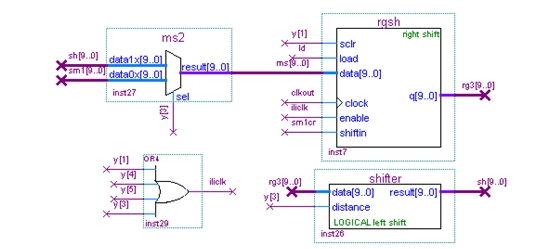 ms2
sh[9..0]
sm1[9..0]
data1x[9..0]
data0x[9..0]
result[9..0]
sel
inst27
y[3]
rgsh
right shift
y[1]
ld
ms[9..0]
sclr
load
data[9..0]
clkout
iliclk
sm1cr
clock
enable
shiftin
q[9..0]
rg3[9..0]
inst7
OR4
y[1]
y[4]
y[5]
y[3]
iliclk
inst29
shifter
rg3[9..0]
y[3]
data[9..0]
result[9..0]
distance
sh[9..0]
LOGICAL left shift
inst26